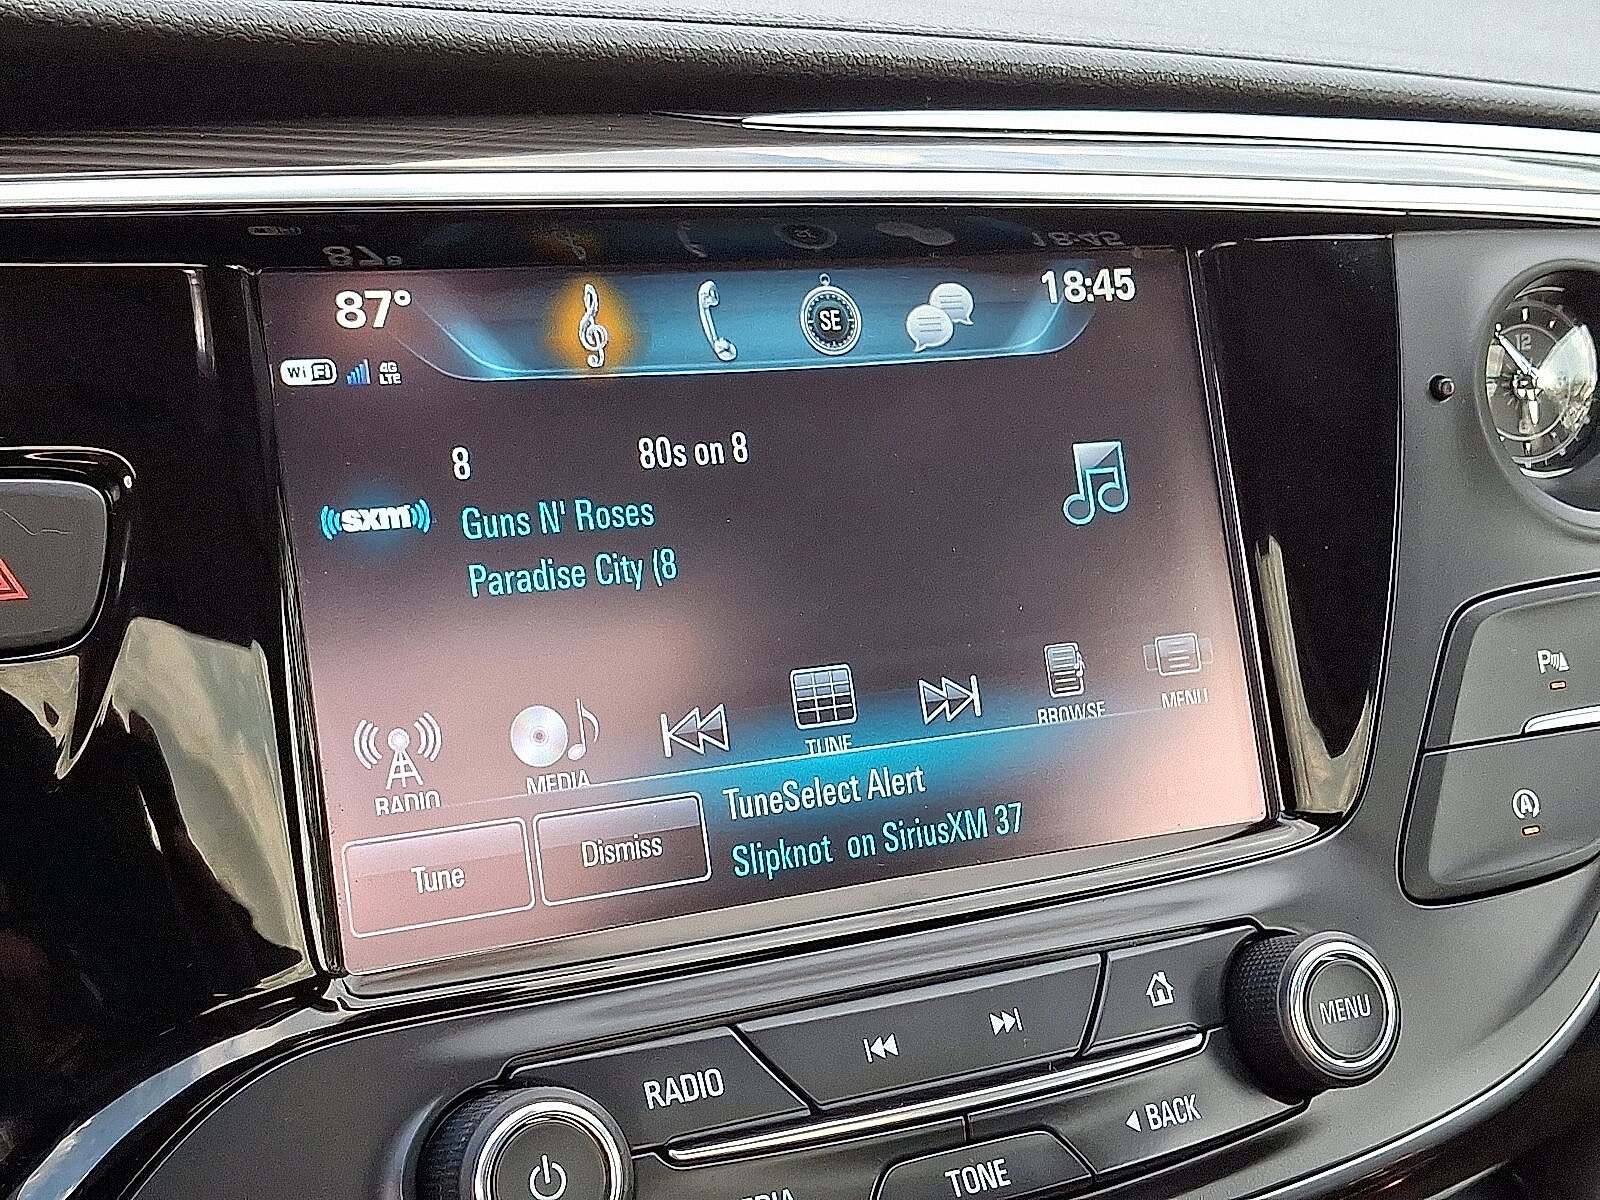 87°
SE
18:45
WiFi
4G
LTE
8
80s on 8
((sxm))
Guns N' Roses
Paradise City (8
RADIO
MEDIA
TUNE
BROWSE
MENU
Tune
Dismiss
TuneSelect Alert
Slipknot on SiriusXM 37
12
P
A
RADIO
MENU
BACK
TONE